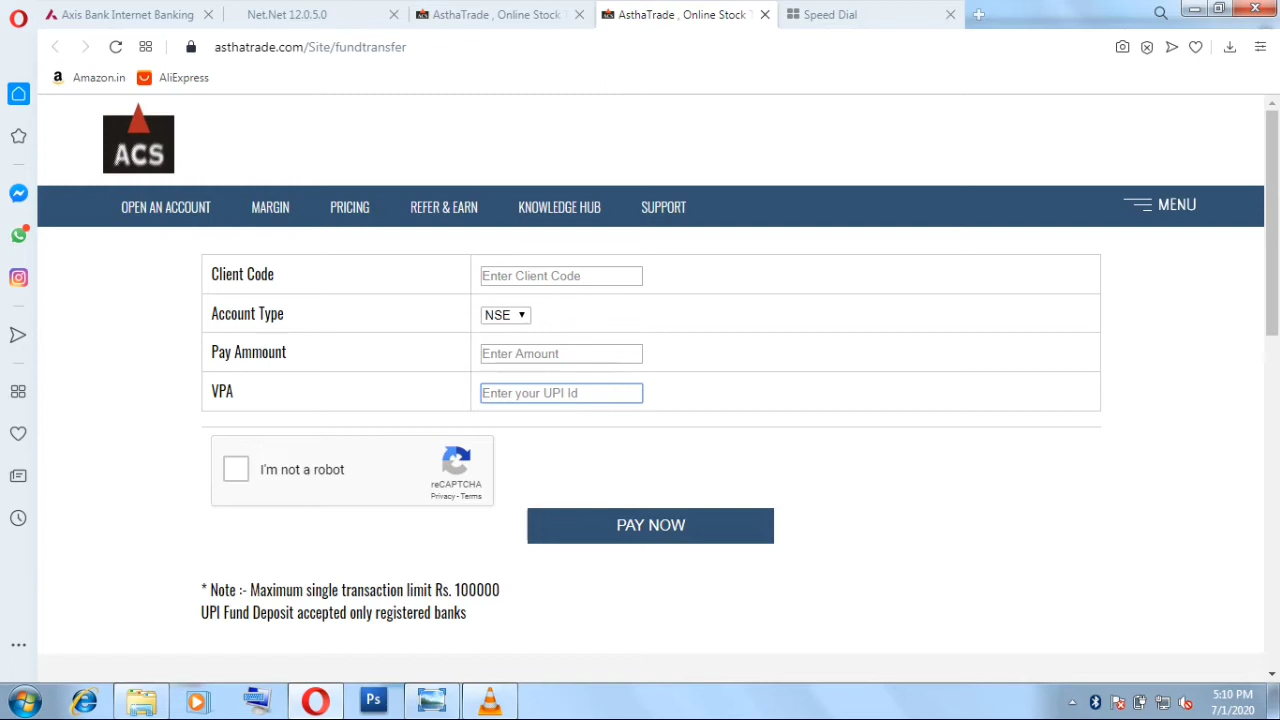 Axis Bank Internet Banking
Net.Net 12.0.5.0
AsthaTrade , Online Stock T
AsthaTrade , Online Stock T
Speed Dial
asthatrade.com/Site/fundtransfer
Amazon.in
AliExpress
ACS
OPEN AN ACCOUNT
MARGIN
PRICING
REFER & EARN
KNOWLEDGE HUB
SUPPORT
MENU
Client Code
Enter Client Code
Account Type
NSE
Pay Ammount
Enter Amount
VPA
Enter your UPI Id
I'm not a robot
reCAPTCHA
Privacy - Terms
PAY NOW
* Note :- Maximum single transaction limit Rs. 100000
UPI Fund Deposit accepted only registered banks
Ps
5:10 PM
7/1/2020